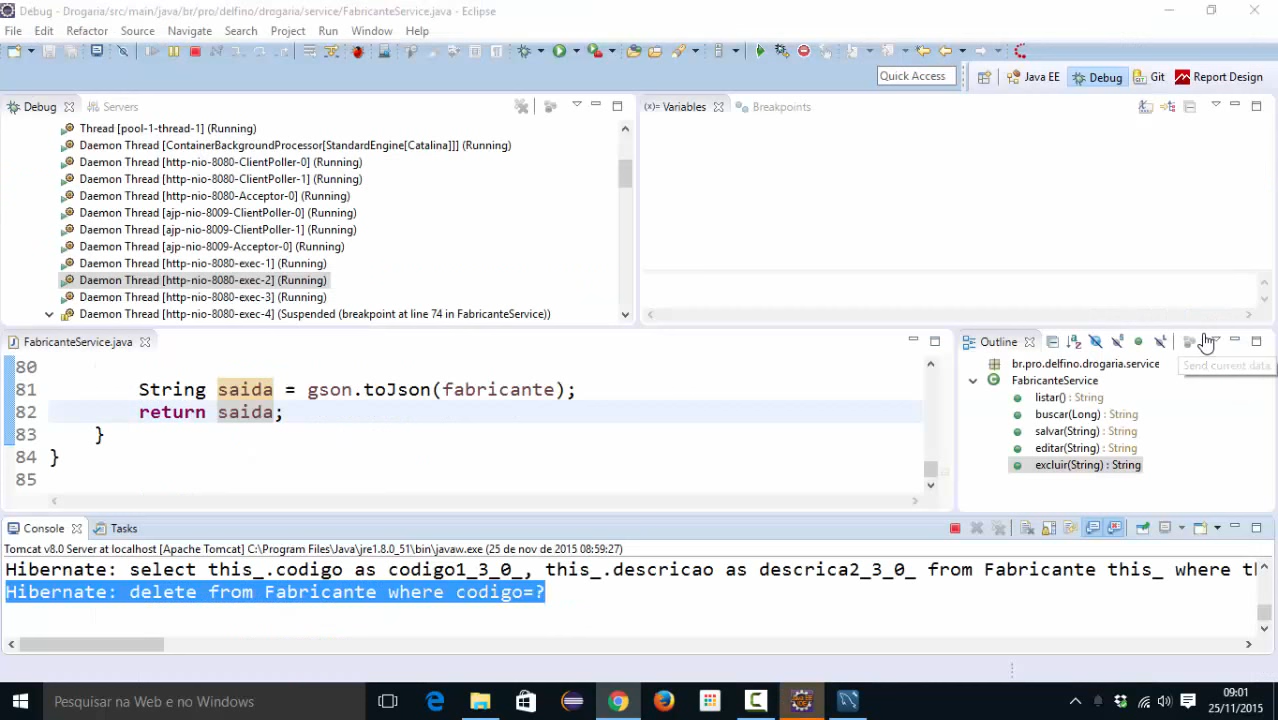 Debug - Drogaria/src/main/java/br/pro/delfino/drogaria/service/FabricanteService.java - Eclipse
File Edit Refactor Source Navigate Search Project Run Window Help
Quick Access
Java EE Debug Git Report Design
Debug Servers
Thread [pool-1-thread-1] (Running)
Daemon Thread [ContainerBackgroundProcessor[StandardEngine[Catalina]]] (Running)
Daemon Thread [http-nio-8080-ClientPoller-0] (Running)
Daemon Thread [http-nio-8080-ClientPoller-1] (Running)
Daemon Thread [http-nio-8080-Acceptor-0] (Running)
Daemon Thread [ajp-nio-8009-ClientPoller-0] (Running)
Daemon Thread [ajp-nio-8009-ClientPoller-1] (Running)
Daemon Thread [ajp-nio-8009-Acceptor-0] (Running)
Daemon Thread [http-nio-8080-exec-1] (Running)
Daemon Thread [http-nio-8080-exec-2] (Running)
Daemon Thread [http-nio-8080-exec-3] (Running)
Daemon Thread [http-nio-8080-exec-4] (Suspended (breakpoint at line 74 in FabricanteService))
(x)= Variables Breakpoints
FabricanteService.java
80
81 String saida = gson.toJson(fabricante);
82 return saida;
83 }
84 }
85
Outline
Send current data
br.pro.delfino.drogaria.service
FabricanteService
listar() : String
buscar(Long) : String
salvar(String) : String
editar(String) : String
excluir(String) : String
Console Tasks
Tomcat v8.0 Server at localhost [Apache Tomcat] C:\Program Files\Java\jre1.8.0_51\bin\javaw.exe (25 de nov de 2015 08:59:27)
Hibernate: select this_.codigo as codigo1_3_0_, this_.descricao as descrica2_3_0_ from Fabricante this_ where th
Hibernate: delete from Fabricante where codigo=?
Pesquisar na Web e no Windows
09:01
25/11/2015